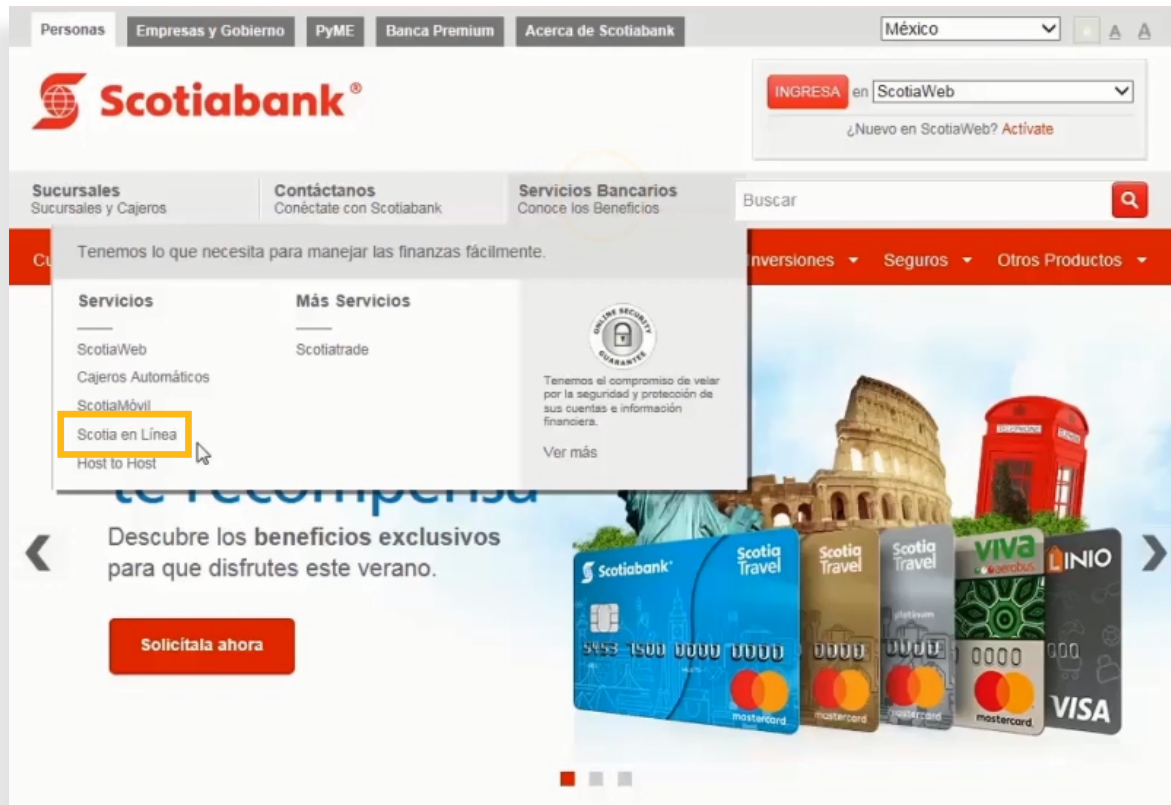 Personas Empresas y Gobierno PyME Banca Premium Acerca de Scotiabank México A A
Scotiabank®
INGRESA en ScotiaWeb
¿Nuevo en ScotiaWeb? Actívate
Sucursales Contáctanos Servicios Bancarios
Sucursales y Cajeros Conéctate con Scotiabank Conoce los Beneficios
Buscar
Tenemos lo que necesita para manejar las finanzas fácilmente.
Seguros Otros Productos
Servicios
ScotiaWeb
Cajeros Automáticos
ScotiaMóvil
Scotia en Línea
Host to Host
Más Servicios
Scotiatrade
ONLINE SECURITY GUARANTEE
Tenemos el compromiso de velar
por la seguridad y protección de
sus cuentas e información
financiera.
Ver más
te recompensa
Descubre los beneficios exclusivos
para que disfrutes este verano.
Solicítala ahora
TELEPHONE
Scotiabank
Scotia Travel
mastercard
Scotia Travel
mastercard
Scotia Travel
platinum
mastercard
viva aerobus
0000
mastercard
LINIO
VISA